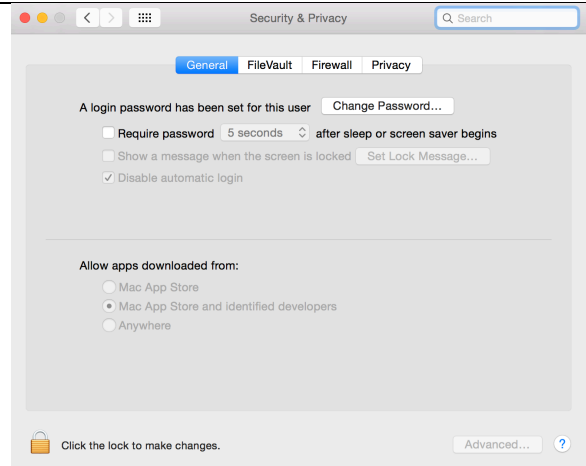 Security & Privacy
Search
General FileVault Firewall Privacy
A login password has been set for this user Change Password...
Require password 5 seconds after sleep or screen saver begins
Show a message when the screen is locked Set Lock Message...
Disable automatic login
Allow apps downloaded from:
Mac App Store
Mac App Store and identified developers
Anywhere
Click the lock to make changes. Advanced... ?